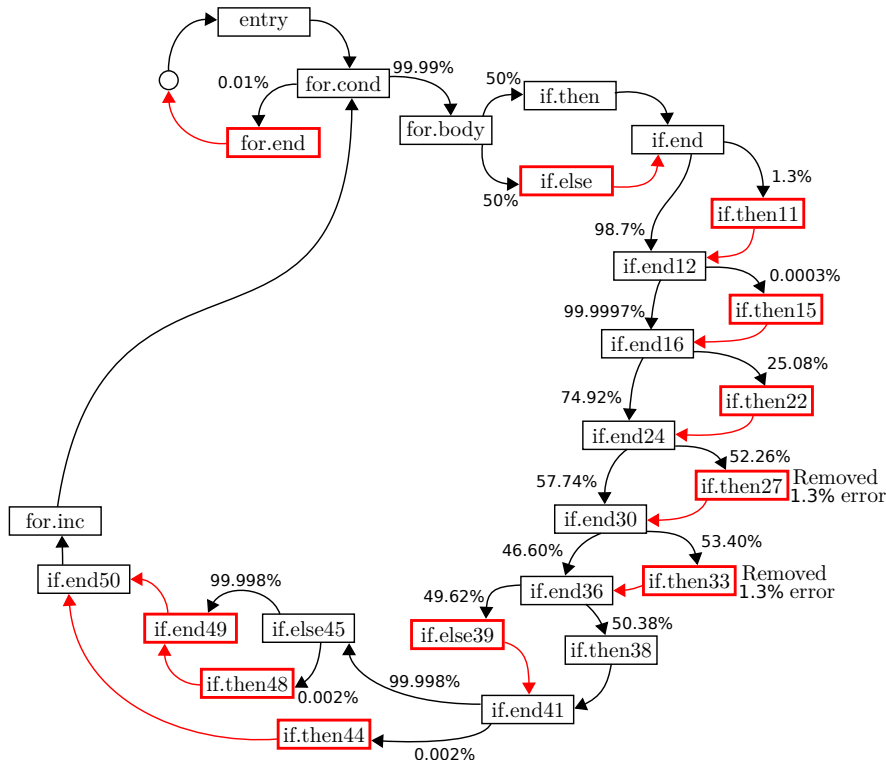 entry
for.cond
99.99%
0.01%
50%
if.then
for.body
for.end
if.end
if.else
50%
1.3%
if.then11
98.7%
if.end12
0.0003%
if.then15
99.9997%
if.end16
25.08%
74.92%
if.then22
if.end24
52.26%
57.74%
if.then27
Removed
1.3% error
if.end30
for.inc
53.40%
46.60%
if.then33
Removed
1.3% error
if.end36
if.end50
99.998%
49.62%
50.38%
if.end49
if.else45
if.else39
if.then38
if.then48
99.998%
0.002%
if.end41
if.then44
0.002%